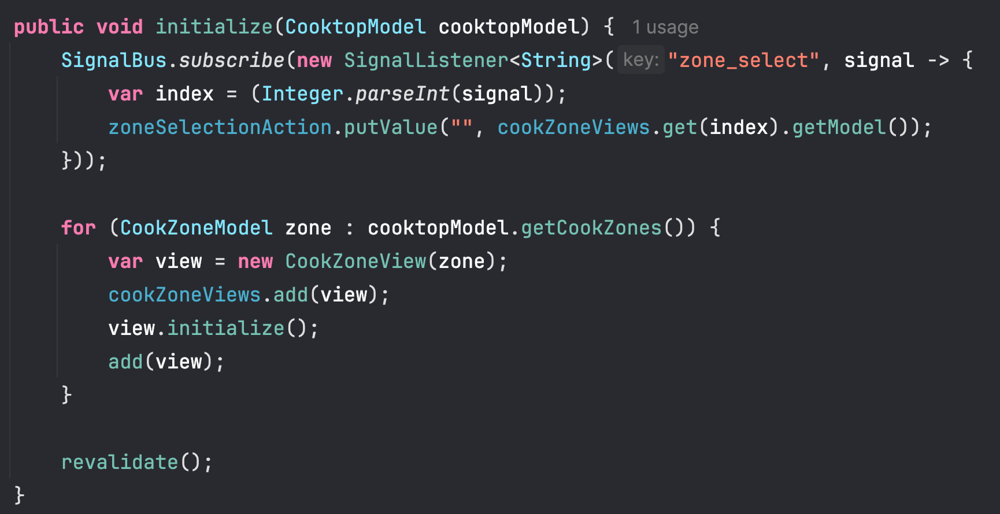 public void initialize(CooktopModel cooktopModel) { 1 usage
    SignalBus.subscribe(new SignalListener<String>( key: "zone_select", signal -> {
        var index = (Integer.parseInt(signal));
        zoneSelectionAction.putValue("", cookZoneViews.get(index).getModel());
    }));

    for (CookZoneModel zone : cooktopModel.getCookZones()) {
        var view = new CookZoneView(zone);
        cookZoneViews.add(view);
        view.initialize();
        add(view);
    }

    revalidate();
}